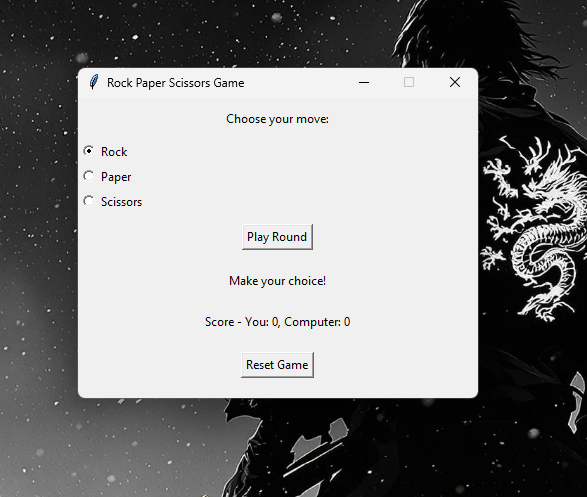 Rock Paper Scissors Game
Choose your move:
Rock
Paper
Scissors
Play Round
Make your choice!
Score - You: 0, Computer: 0
Reset Game